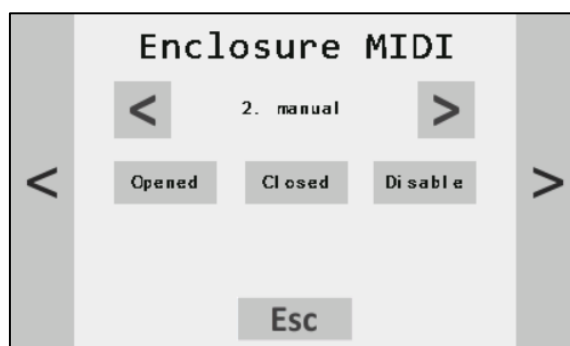 Enclosure MIDI
< 2. manual >
< Opened Closed Disable >
Esc